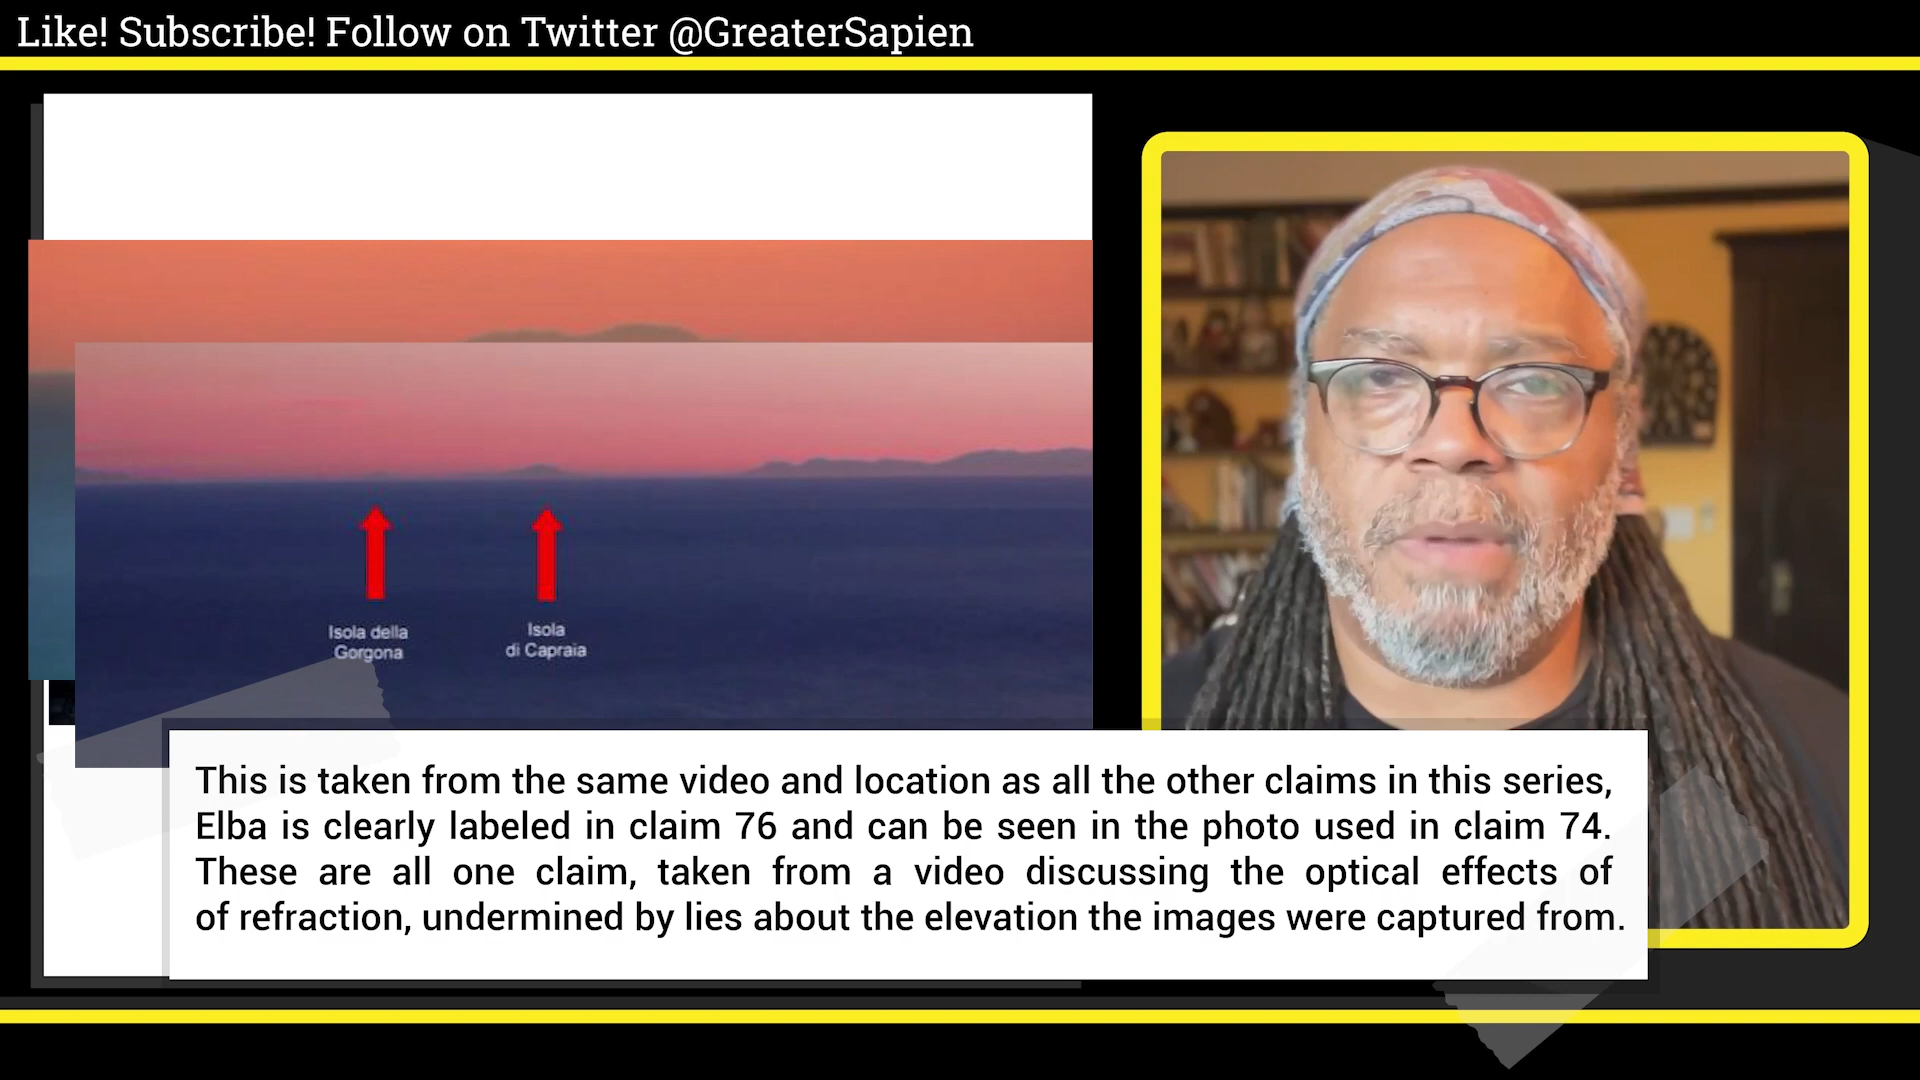 Like! Subscribe! Follow on Twitter @GreaterSapien
Isola della
Gorgona
Isola
di Capraia
This is taken from the same video and location as all the other claims in this series,
Elba is clearly labeled in claim 76 and can be seen in the photo used in claim 74.
These are all one claim, taken from a video discussing the optical effects of
of refraction, undermined by lies about the elevation the images were captured from.